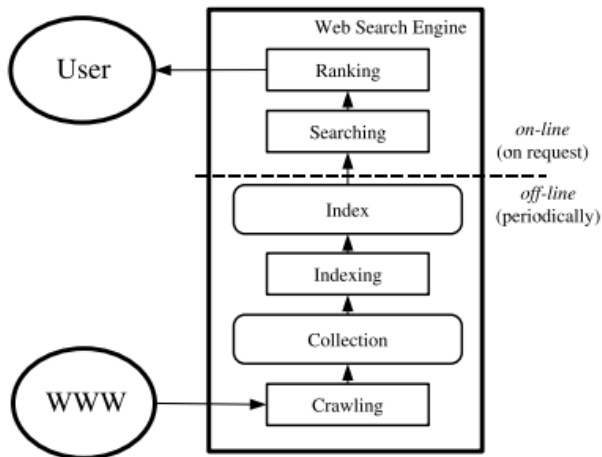 Web Search Engine
User
Ranking
Searching
on-line
(on request)
off-line
(periodically)
Index
Indexing
Collection
WWW
Crawling